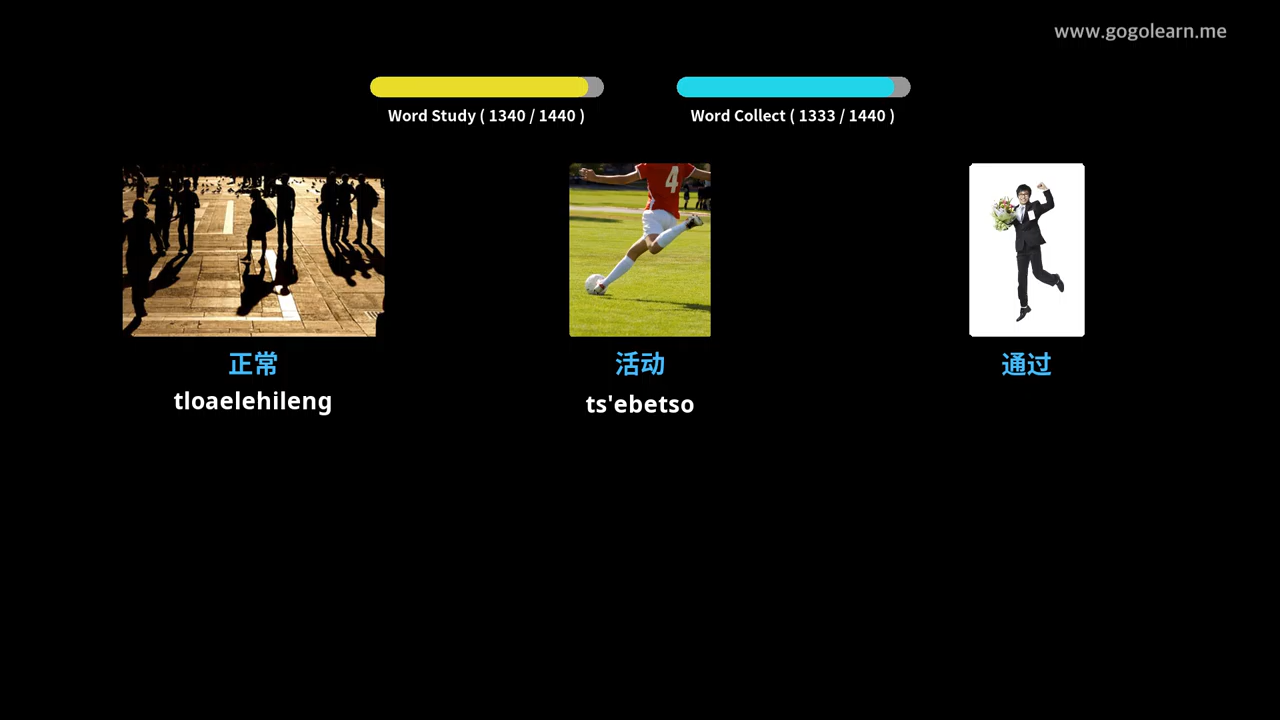 www.gogolearn.me
Word Study ( 1340 / 1440 )
Word Collect ( 1333 / 1440 )
4
正常
活动
通过
tloaelehileng
ts'ebetso